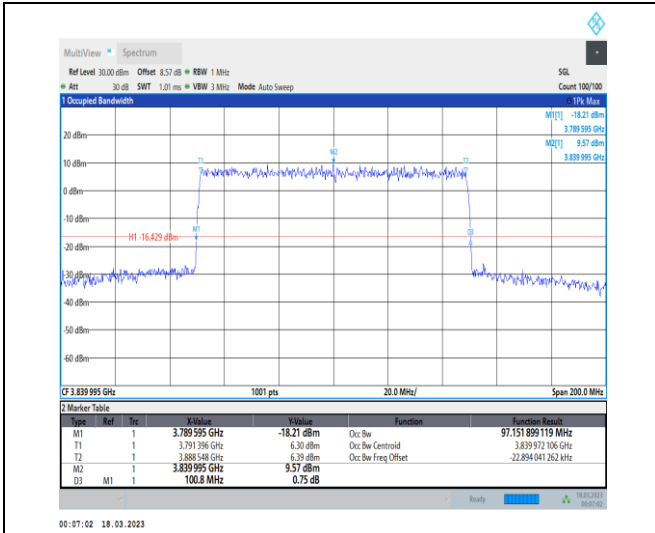 MultiView Spectrum
Ref Level 30.00 dBm Offset 8.57 dB RBW 1 MHz SGL
Att 30 dB SWT 1.01 ms VBW 3 MHz Mode Auto Sweep Count 100/100
1 Occupied Bandwidth 1Pk Max
M1[1] -18.21 dBm
3.789 595 GHz
M2[1] 9.57 dBm
3.839 995 GHz
20 dBm
M2
T1 T2
10 dBm
0 dBm
-10 dBm
M1 D3
H1 -16.429 dBm
-20 dBm
-30 dBm
-40 dBm
-50 dBm
-60 dBm
CF 3.839 995 GHz 1001 pts 20.0 MHz/ Span 200.0 MHz
2 Marker Table
Type Ref Trc X-Value Y-Value Function Function Result
M1 1 3.789 595 GHz -18.21 dBm Occ Bw 97.151 899 119 MHz
T1 1 3.791 396 GHz 6.30 dBm Occ Bw Centroid 3.839 972 106 GHz
T2 1 3.888 548 GHz 6.39 dBm Occ Bw Freq Offset -22.894 041 262 kHz
M2 1 3.839 995 GHz 9.57 dBm
D3 M1 1 100.8 MHz 0.75 dB
Ready 18.03.2023
00:07:02
00:07:02 18.03.2023